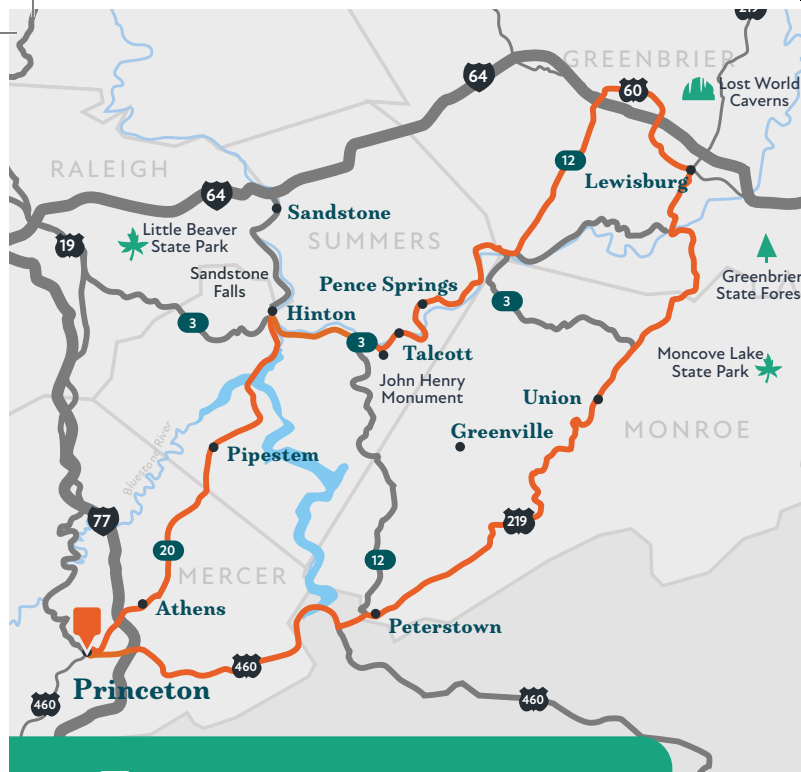 219
GREENBRIER
64
60
Lost World
Caverns
12
RALEIGH
Lewisburg
64
Sandstone
Little Beaver
State Park
19
SUMMERS
Sandstone
Falls
Greenbrier
State Fores
Pence Springs
3
Hinton
3
3
Talcott
Moncove Lake
State Park
John Henry
Monument
Union
Greenville
MONROE
Bluestone River
Pipestem
77
219
20
12
MERCER
Athens
Peterstown
460
Princeton
460
460